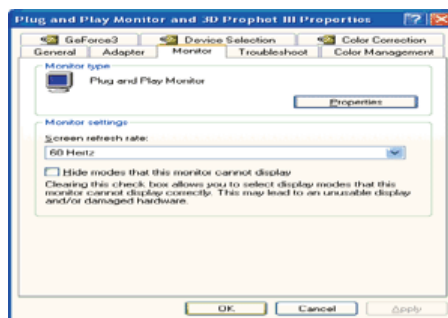 Plug and Play Monitor and 3D Prophet III Properties
GeForce3 Device Selection Color Correction
General Adapter Monitor Troubleshoot Color Management
Monitor type
Plug and Play Monitor
Properties
Monitor settings
Screen refresh rate:
60 Hertz
Hide modes that this monitor cannot display
Clearing this check box allows you to select display modes that this
monitor cannot display correctly. This may lead to an unusable display
and/or damaged hardware.
OK Cancel Apply